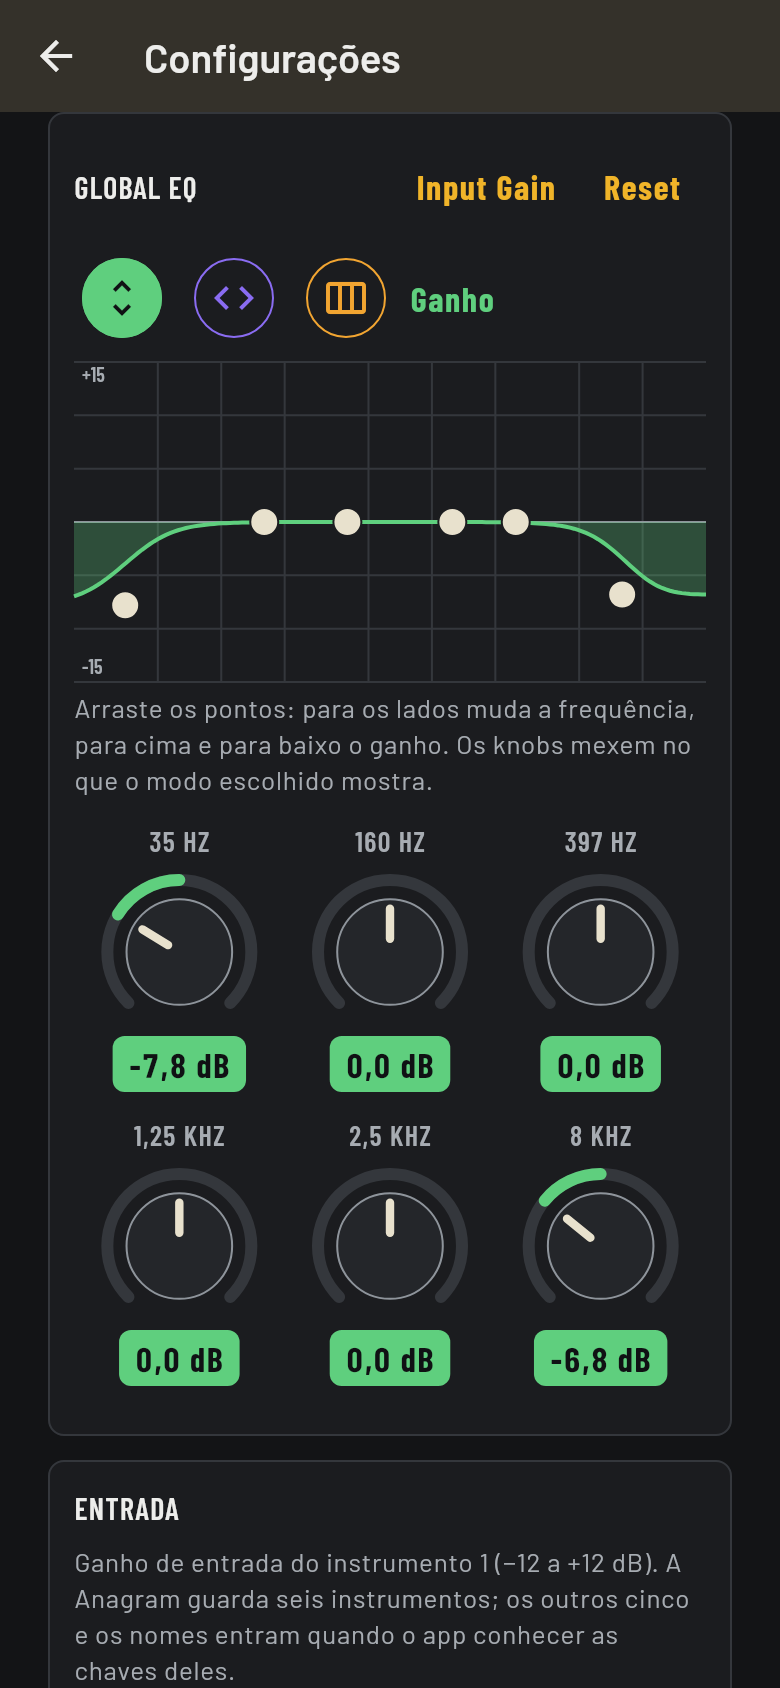 Configurações
GLOBAL EQ Input Gain Reset
Ganho
+15
-15
Arraste os pontos: para os lados muda a frequência,
para cima e para baixo o ganho. Os knobs mexem no
que o modo escolhido mostra.
35 HZ 160 HZ 397 HZ
-7,8 dB 0,0 dB 0,0 dB
1,25 KHZ 2,5 KHZ 8 KHZ
0,0 dB 0,0 dB -6,8 dB
ENTRADA
Ganho de entrada do instrumento 1 (−12 a +12 dB). A
Anagram guarda seis instrumentos; os outros cinco
e os nomes entram quando o app conhecer as
chaves deles.